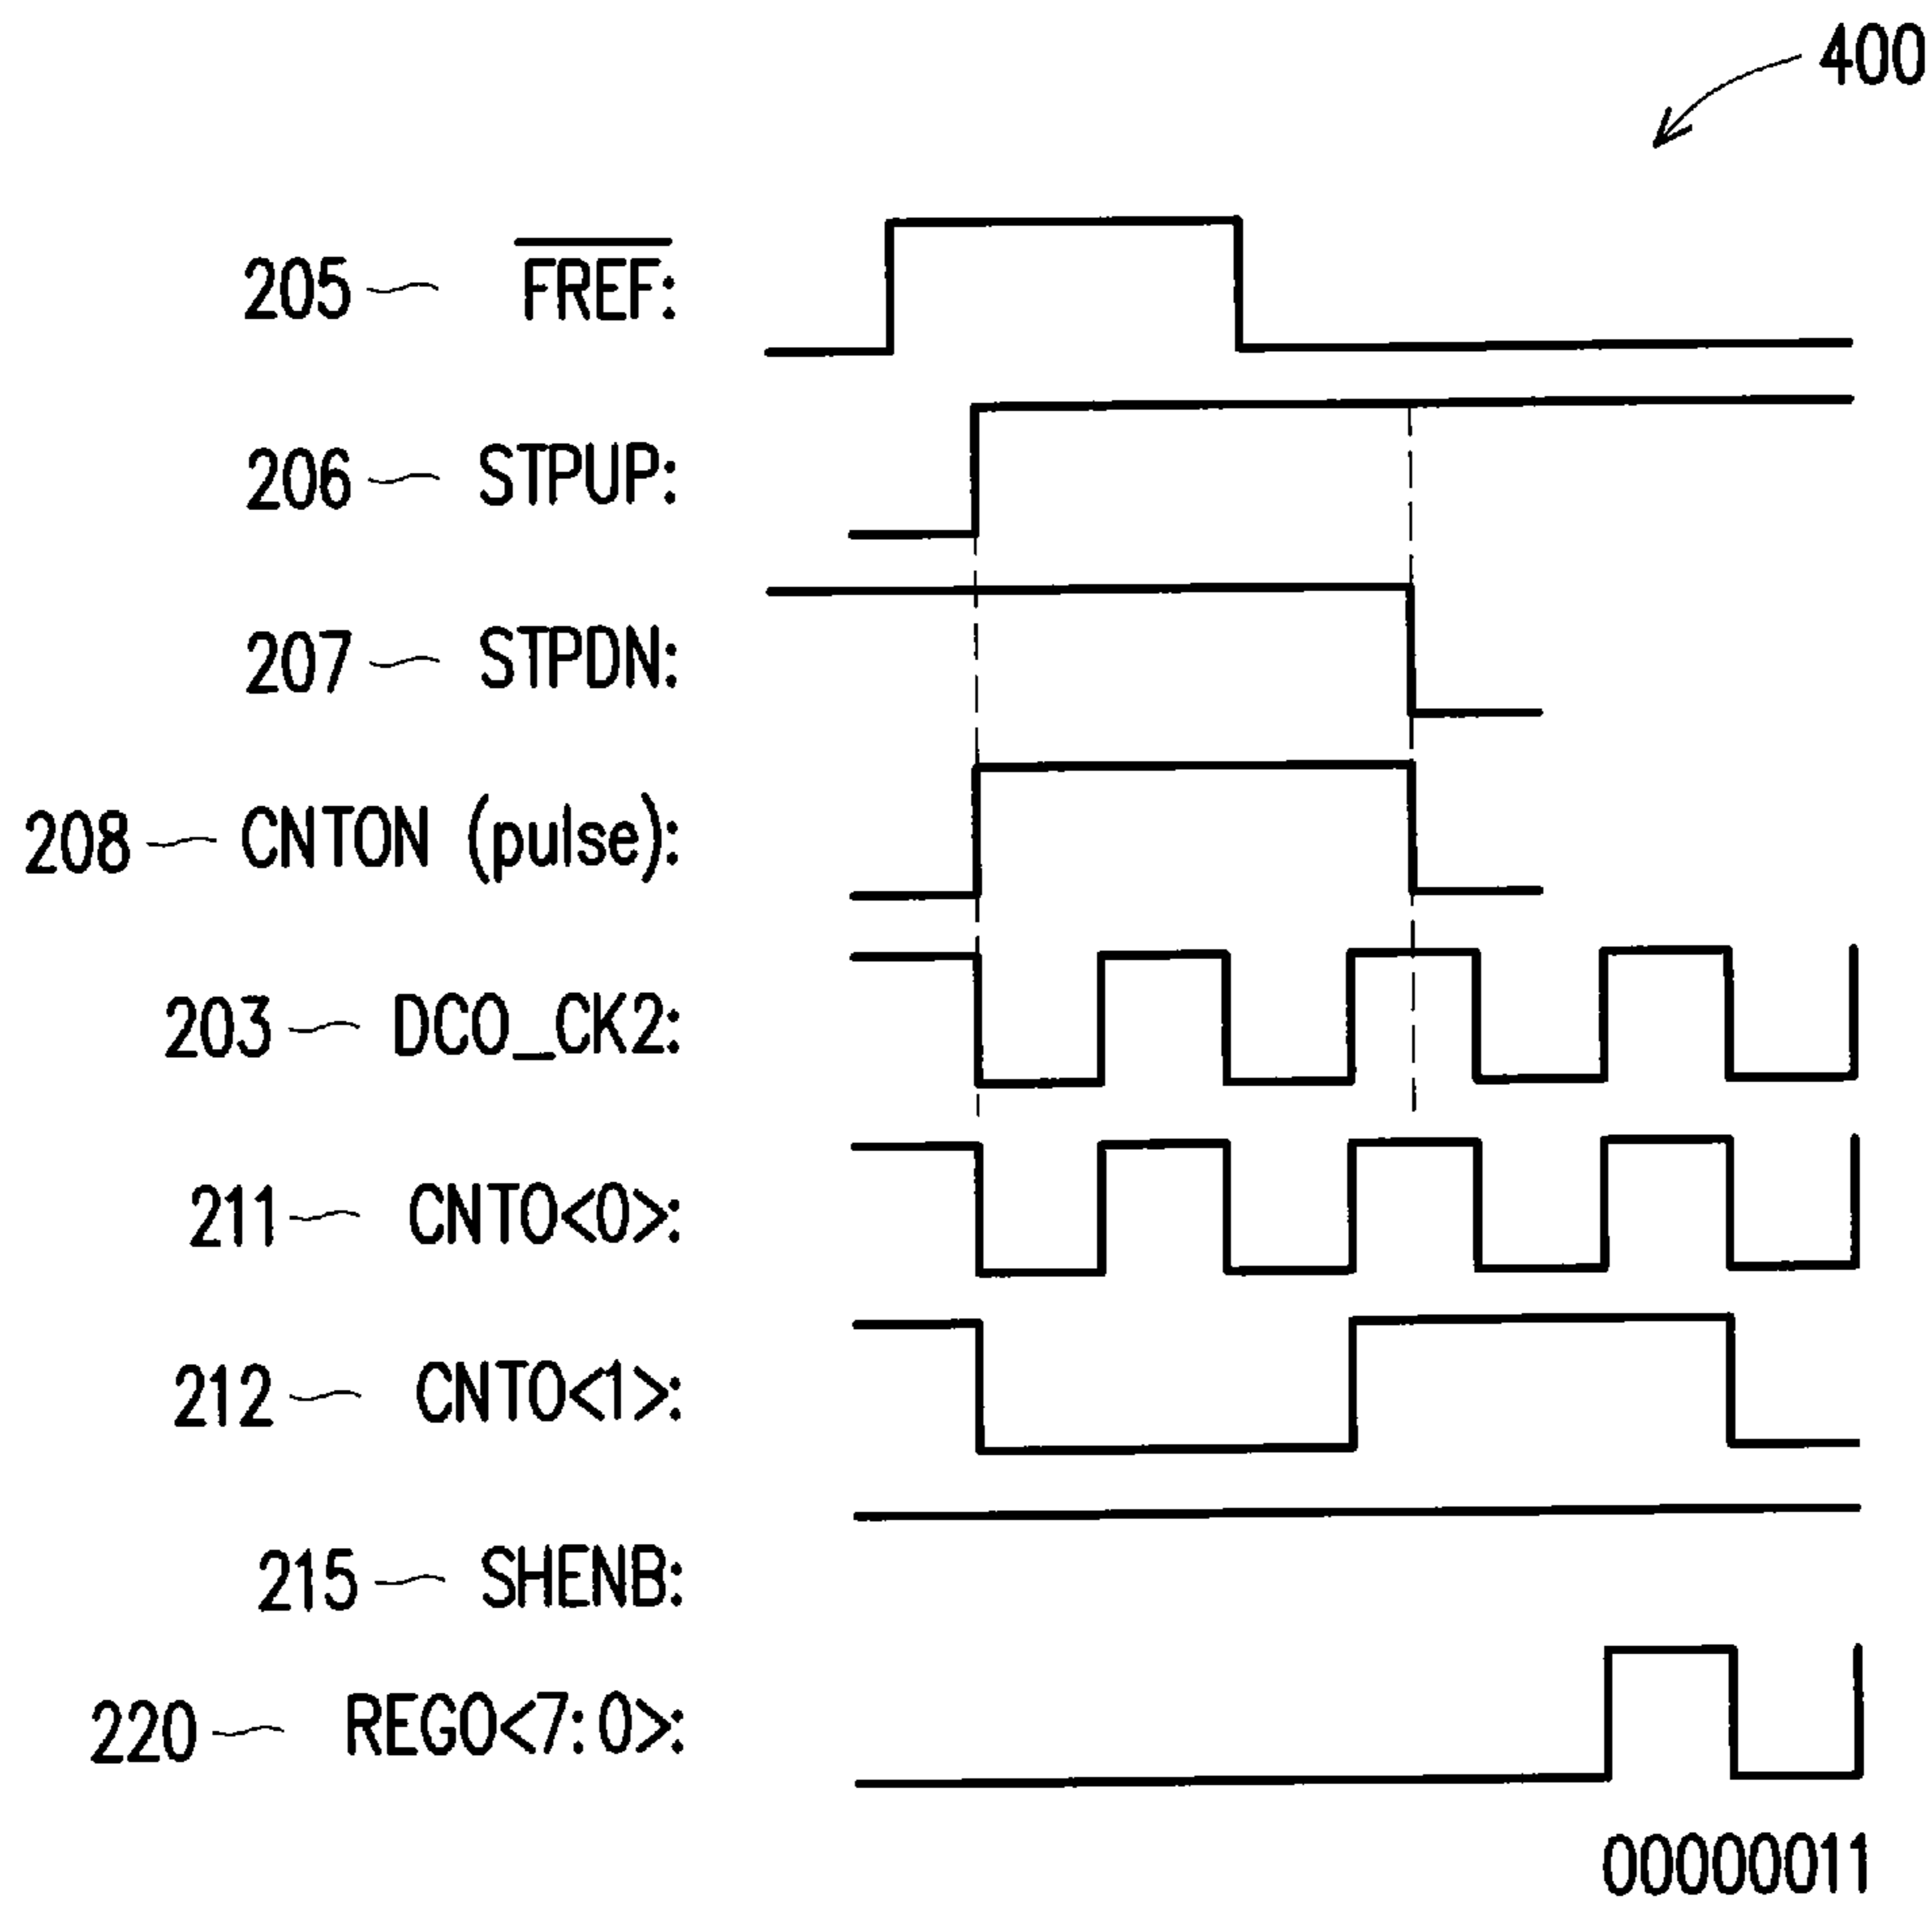 400
205 F̅R̅E̅F̅:
206 STPUP:
207 STPDN:
208 CNTON (pulse):
203 DCO_CK2:
211 CNTO<0>:
212 CNTO<1>:
215 SHENB:
220 REGO<7:0>:
00000011